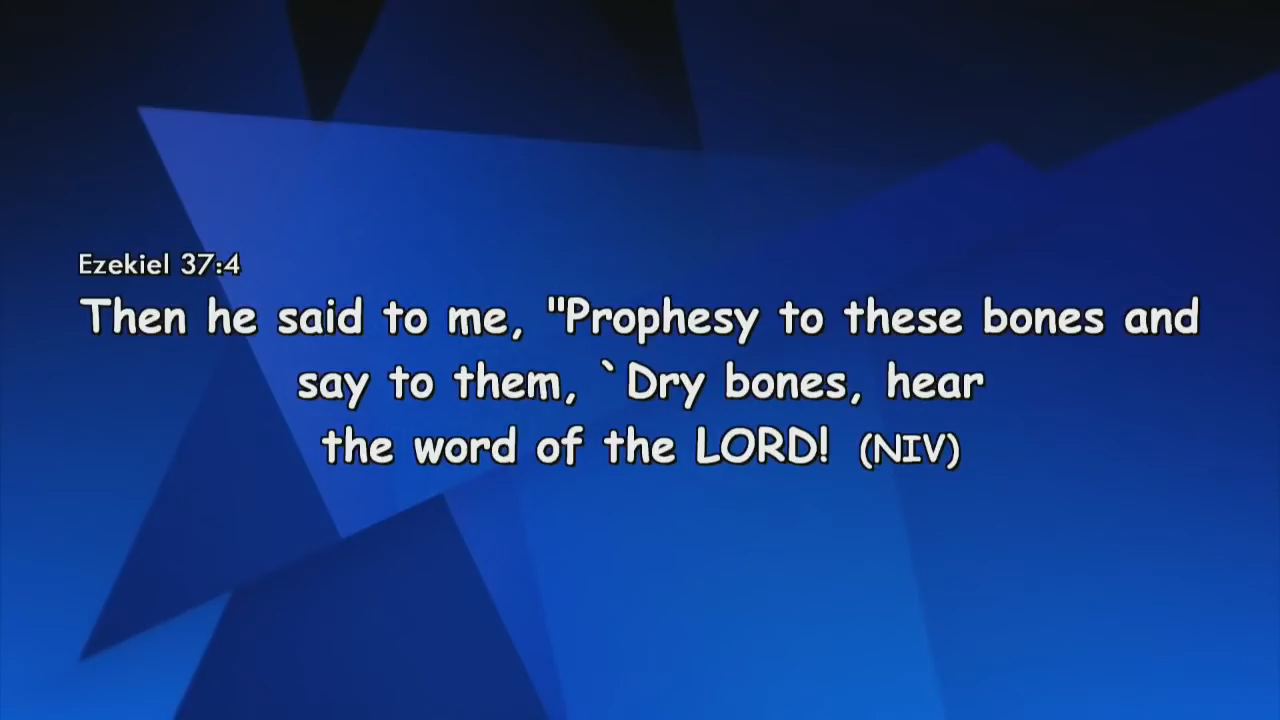 Ezekiel 37:4
Then he said to me, "Prophesy to these bones and
say to them, `Dry bones, hear
the word of the LORD! (NIV)